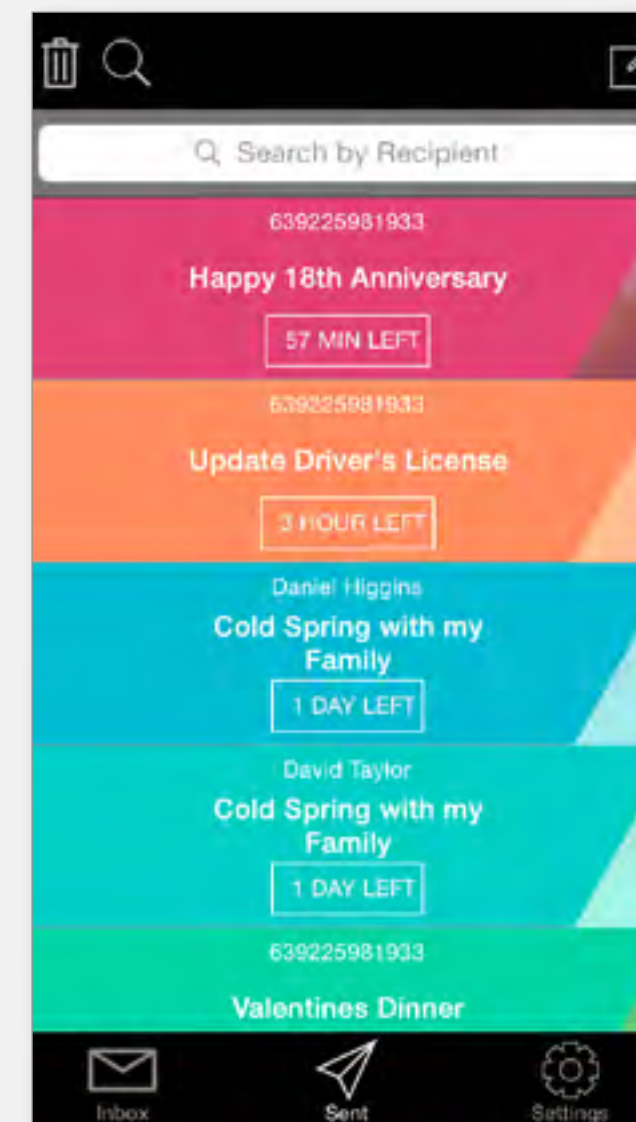 Search by Recipient
639225981933
Happy 18th Anniversary
57 MIN LEFT
639225981933
Update Driver's License
3 HOUR LEFT
Daniel Higgins
Cold Spring with my
Family
1 DAY LEFT
David Taylor
Cold Spring with my
Family
1 DAY LEFT
639225981933
Valentines Dinner
Inbox
Sent
Settings